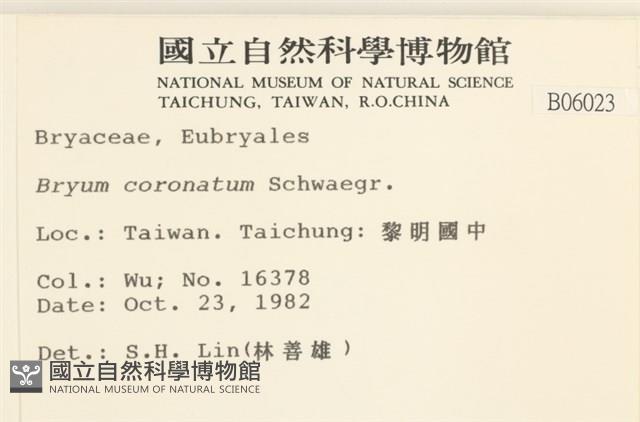 國立自然科學博物館
NATIONAL MUSEUM OF NATURAL SCIENCE
TAICHUNG, TAIWAN, R.O.CHINA
B06023
Bryaceae, Eubryales
Bryum coronatum Schwaegr.
Loc.: Taiwan. Taichung: 黎明國中
Col.: Wu; No. 16378
Date: Oct. 23, 1982
Det.: S.H. Lin(林善雄)
國立自然科學博物館
NATIONAL MUSEUM OF NATURAL SCIENCE